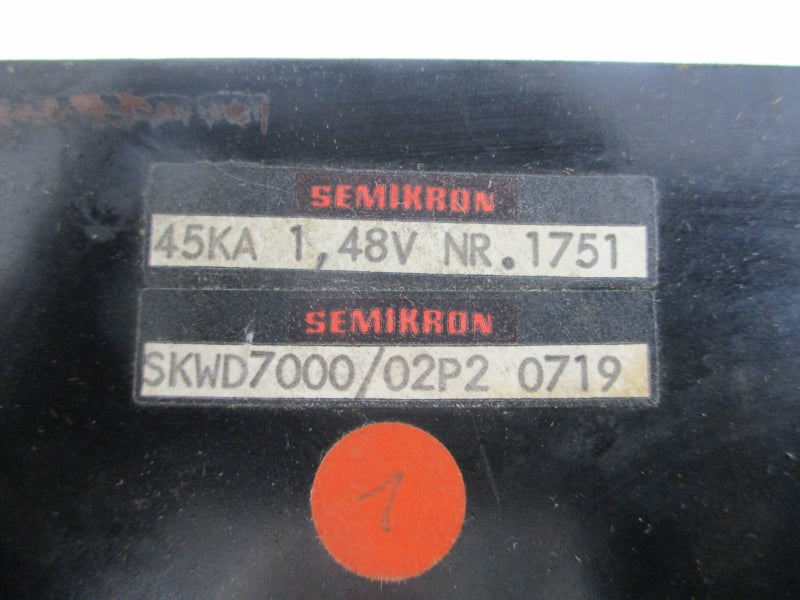 SEMIKRON
45KA 1,48V NR.1751
SEMIKRON
SKWD7000/02P2 0719
1